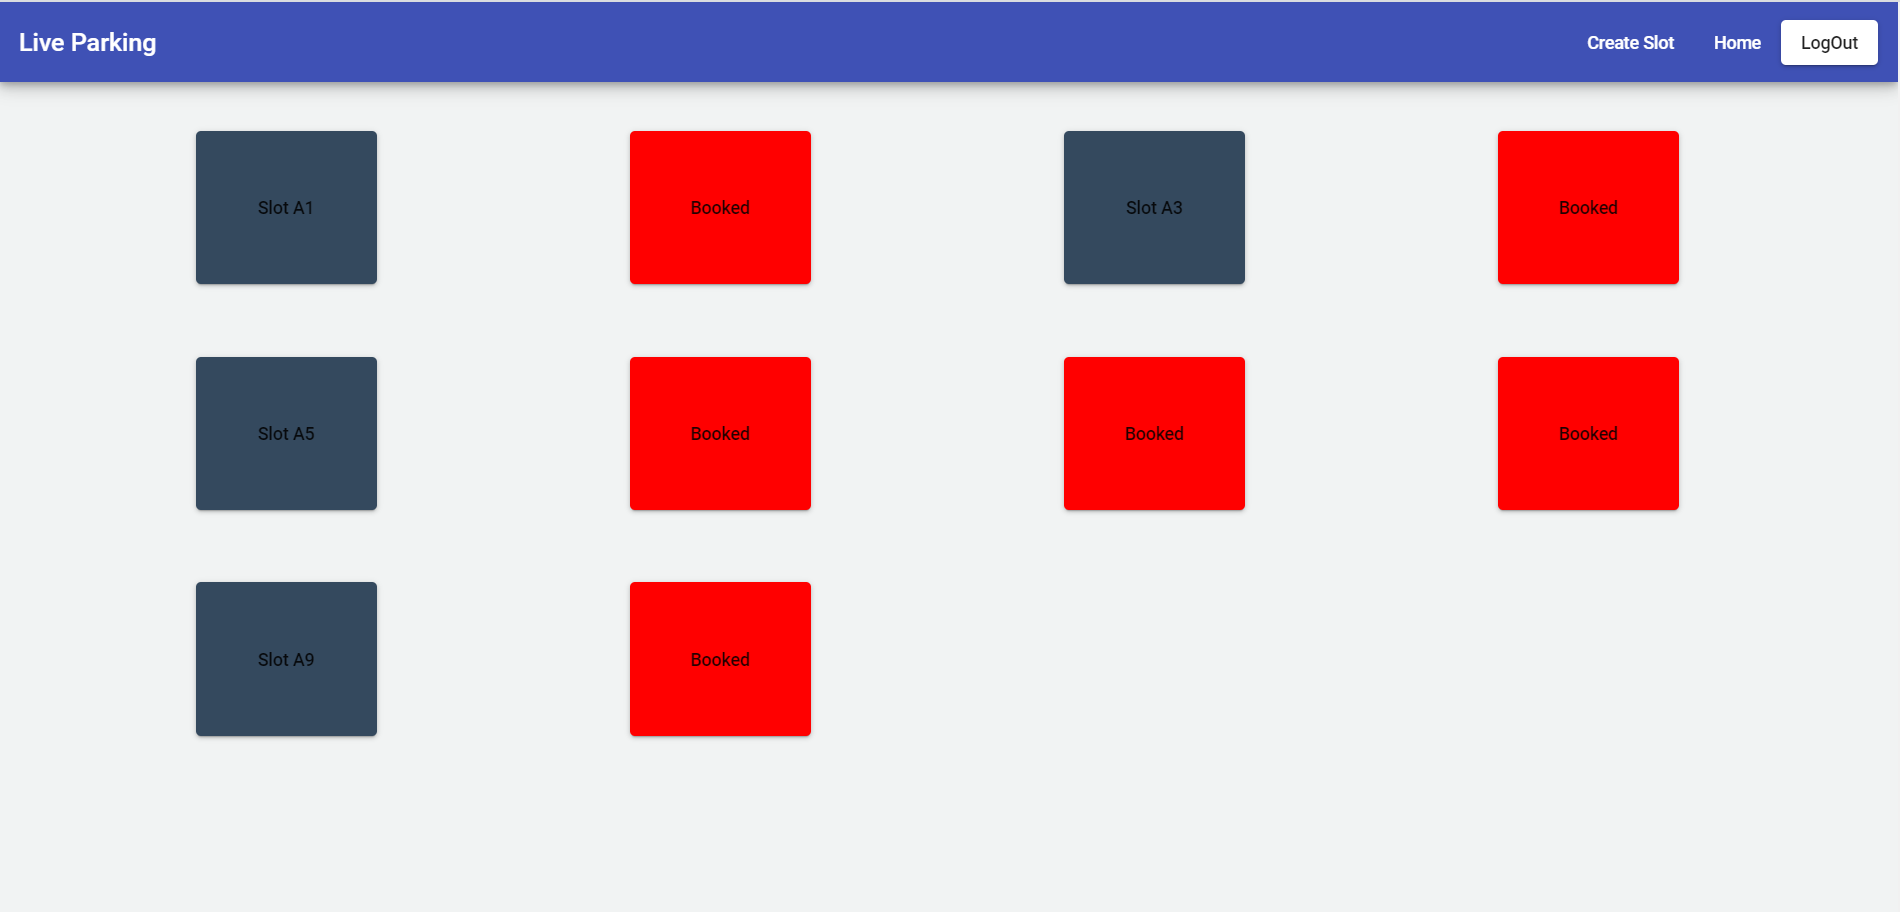 Live Parking
Create Slot Home LogOut
Slot A1 Booked Slot A3 Booked
Slot A5 Booked Booked Booked
Slot A9 Booked